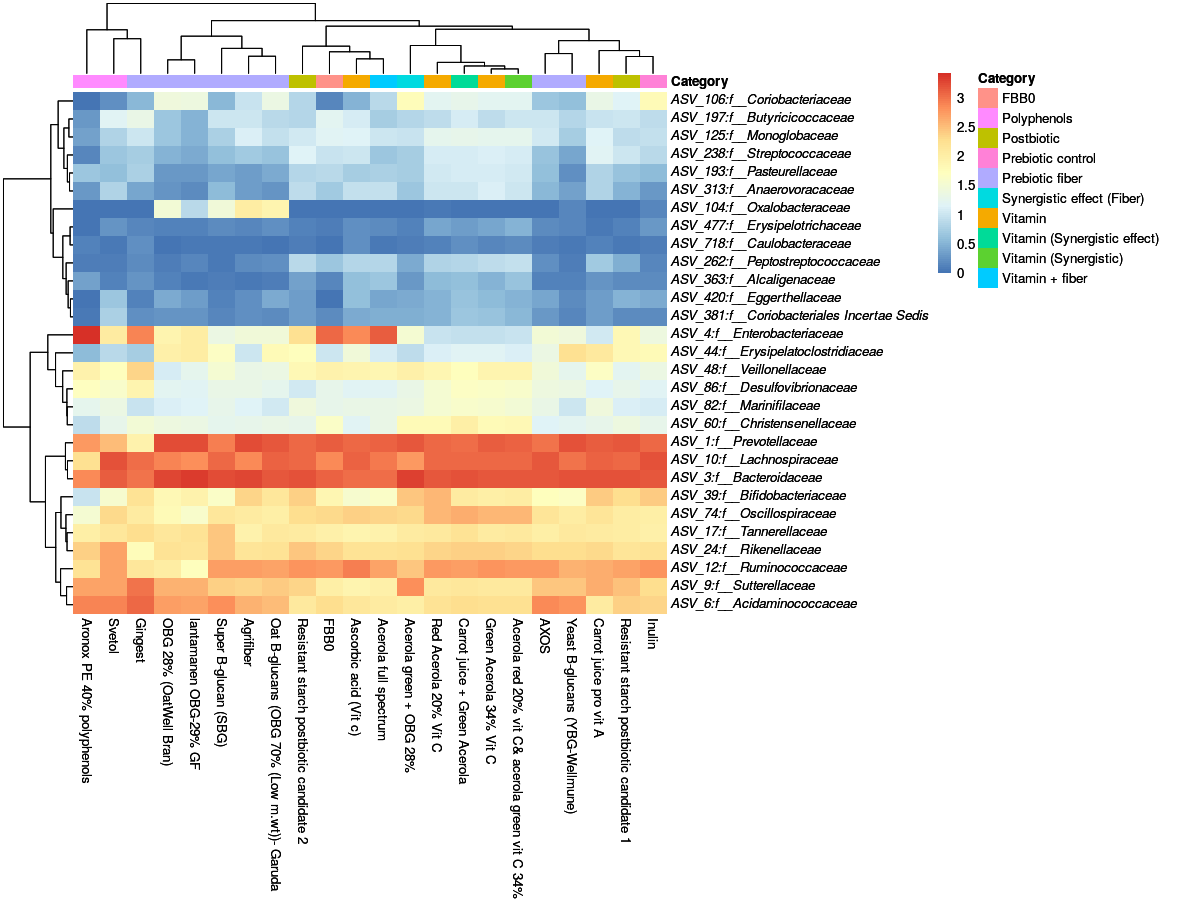 Category
ASV_106:f__Coriobacteriaceae
ASV_197:f__Butyricicoccaceae
ASV_125:f__Monoglobaceae
ASV_238:f__Streptococcaceae
ASV_193:f__Pasteurellaceae
ASV_313:f__Anaerovoracaceae
ASV_104:f__Oxalobacteraceae
ASV_477:f__Erysipelotrichaceae
ASV_718:f__Caulobacteraceae
ASV_262:f__Peptostreptococcaceae
ASV_363:f__Alcaligenaceae
ASV_420:f__Eggerthellaceae
ASV_381:f__Coriobacteriales Incertae Sedis
ASV_4:f__Enterobacteriaceae
ASV_44:f__Erysipelatoclostridiaceae
ASV_48:f__Veillonellaceae
ASV_86:f__Desulfovibrionaceae
ASV_82:f__Marinifilaceae
ASV_60:f__Christensenellaceae
ASV_1:f__Prevotellaceae
ASV_10:f__Lachnospiraceae
ASV_3:f__Bacteroidaceae
ASV_39:f__Bifidobacteriaceae
ASV_74:f__Oscillospiraceae
ASV_17:f__Tannerellaceae
ASV_24:f__Rikenellaceae
ASV_12:f__Ruminococcaceae
ASV_9:f__Sutterellaceae
ASV_6:f__Acidaminococcaceae
Aronox PE 40% polyphenols
Svetol
Gingest
OBG 28% (OatWell Bran)
lantamanen OBG-29% GF
Super B-glucan (SBG)
Agrifiber
Oat B-glucans (OBG 70% (Low m.wt))- Garuda
Resistant starch postbiotic candidate 2
FBB0
Ascorbic acid (Vit c)
Acerola full spectrum
Acerola green + OBG 28%
Red Acerola 20% Vit C
Carrot juice + Green Acerola
Green Acerola 34% Vit C
Acerola red 20% vit C& acerola green vit C 34%
AXOS
Yeast B-glucans (YBG-Wellmune)
Carrot juice pro vit A
Resistant starch postbiotic candidate 1
Inulin
3
2.5
2
1.5
1
0.5
0
Category
FBB0
Polyphenols
Postbiotic
Prebiotic control
Prebiotic fiber
Synergistic effect (Fiber)
Vitamin
Vitamin (Synergistic effect)
Vitamin (Synergistic)
Vitamin + fiber